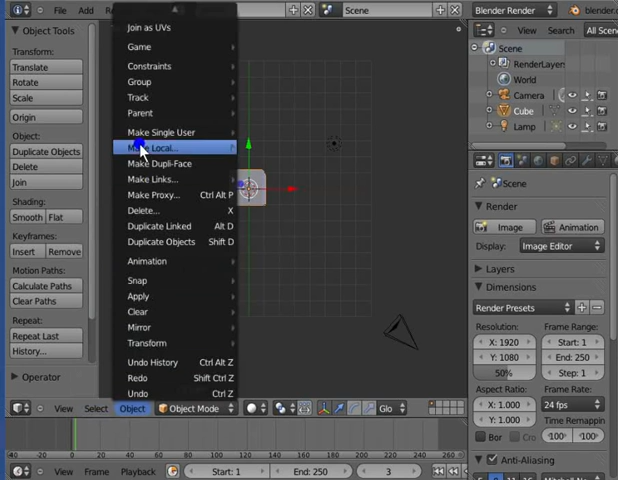 File
Add
Scene
Blender Render
blender.
Object Tools
Transform:
Translate
Rotate
Scale
Origin
Object:
Duplicate Objects
Delete
Join
Shading:
Smooth
Flat
Keyframes:
Insert
Remove
Motion Paths:
Calculate Paths
Clear Paths
Repeat:
Repeat Last
History...
Operator
Join as UVs
Game
Constraints
Group
Track
Parent
Make Single User
Local...
Make Dupli-Face
Make Links...
Make Proxy... Ctrl Alt P
Delete... X
Duplicate Linked Alt D
Duplicate Objects Shift D
Animation
Snap
Apply
Clear
Mirror
Transform
Undo History Ctrl Alt Z
Redo Shift Ctrl Z
Undo Ctrl Z
View
Search
All Scen
Scene
RenderLayer
World
Camera
Cube
Lamp
Scene
Render
Image
Animation
Display: Image Editor
Layers
Dimensions
Render Presets
Resolution: Frame Range:
X: 1920 Start: 1
Y: 1080 End: 250
50% Step: 1
Aspect Ratio: Frame Rate:
X: 1.000 24 fps
Y: 1.000 Time Remappin
Bor Cro 100 100
Anti-Aliasing
View Select Object Object Mode Glo
-40 -20 0 20 40 60 80 100 120 140 160 180 200 220 240 260
View Frame Playback Start: 1 End: 250 3